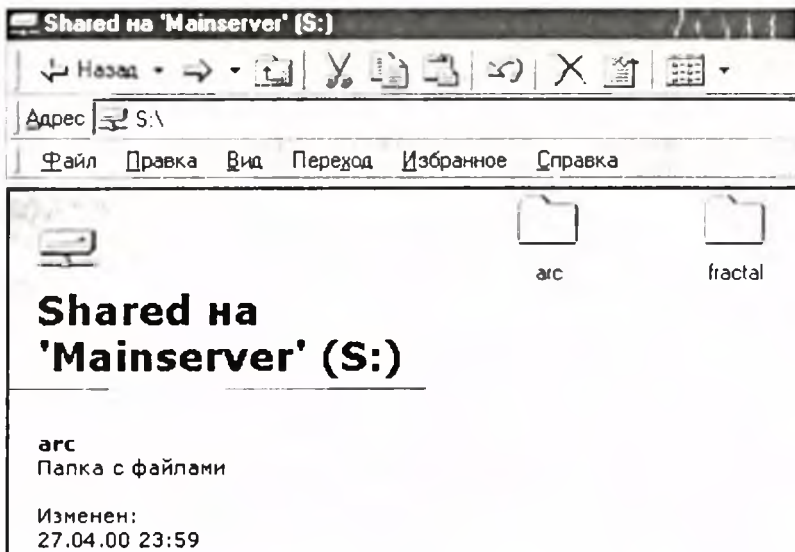 Shared на 'Mainserver' (S:)
Назад
Адрес S:\
Файл Правка Вид Переход Избранное Справка
arc fractal
Shared на
'Mainserver' (S:)
arc
Папка с файлами
Изменен:
27.04.00 23:59